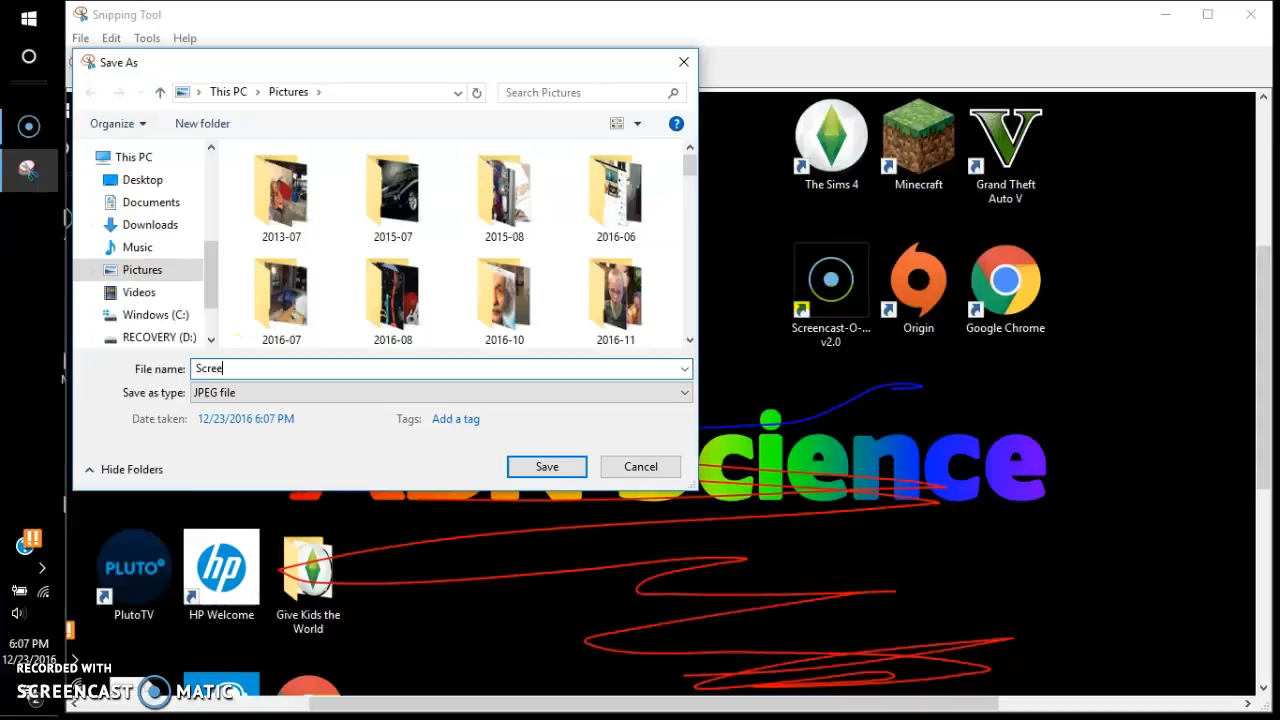 Snipping Tool
File Edit Tools Help
Save As
This PC Pictures
Search Pictures
Organize New folder
This PC
Desktop
Documents
Downloads
Music
Pictures
Videos
Windows (C:)
RECOVERY (D:)
2013-07 2015-07 2015-08 2016-06
2016-07 2016-08 2016-10 2016-11
File name: Scree
Save as type: JPEG file
Date taken: 12/23/2016 6:07 PM Tags: Add a tag
Hide Folders Save Cancel
The Sims 4 Minecraft Grand Theft
Auto V
Screencast-O-... Origin Google Chrome
v2.0
cience
PLUTO TV
hp
PlutoTV HP Welcome Give Kids the
World
6:07 PM
12/23/2016
RECORDED WITH
SCREENCAST MATIC